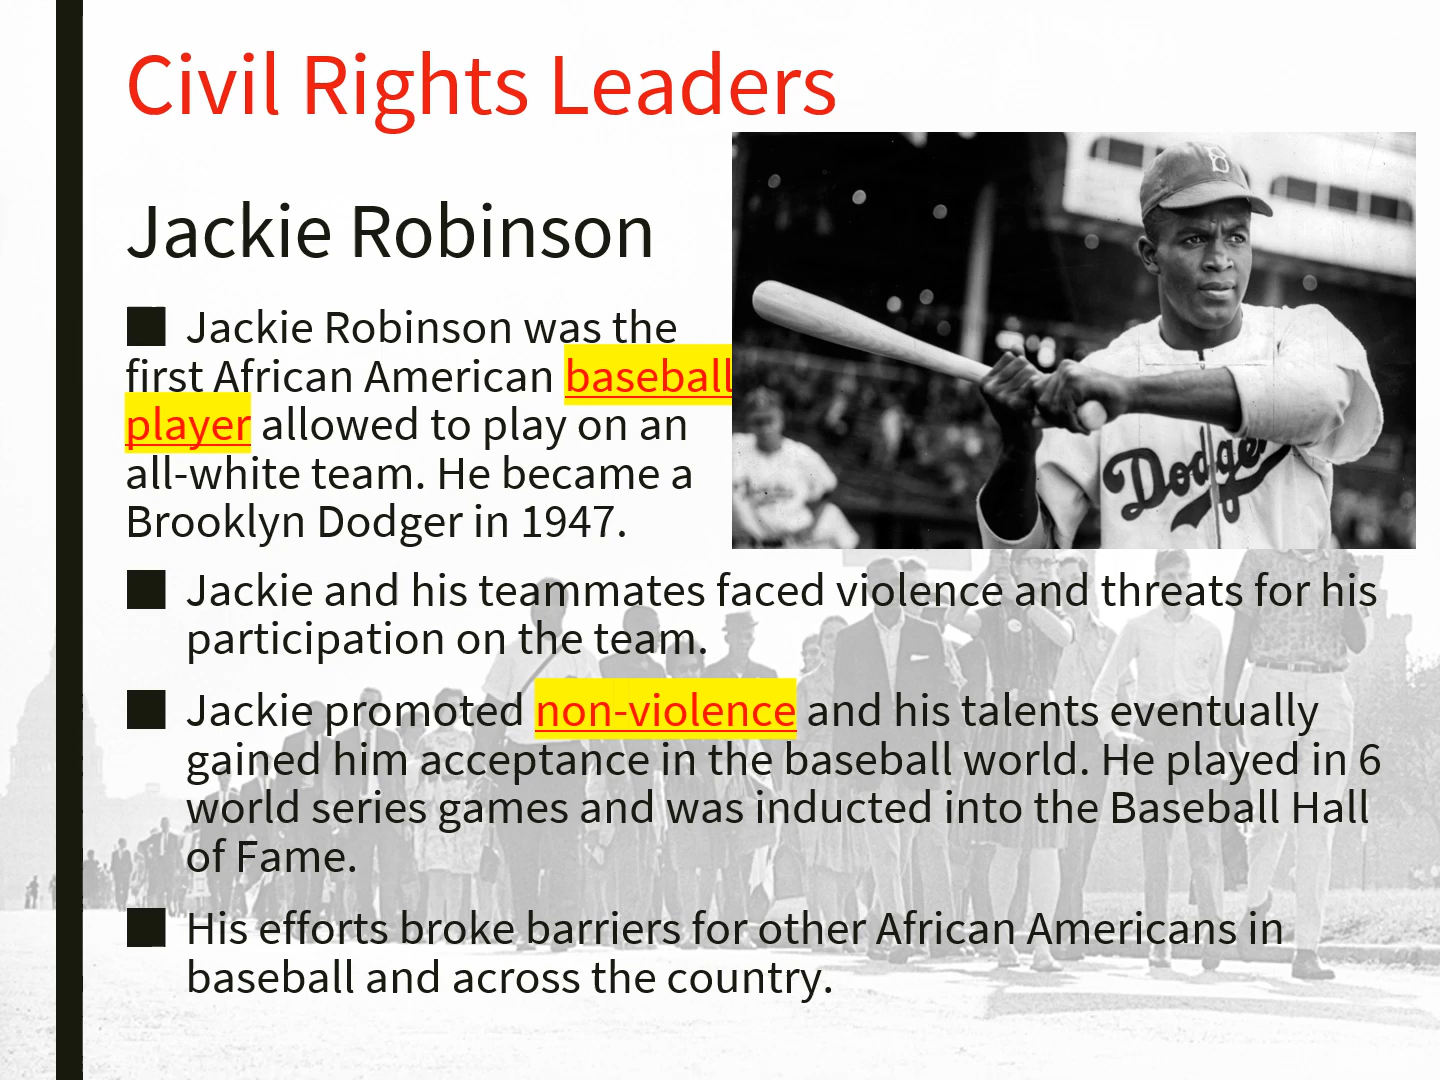 Civil Rights Leaders
Jackie Robinson
Jackie Robinson was the
first African American baseball
player allowed to play on an
all-white team. He became a
Brooklyn Dodger in 1947.
B
Dodge
Jackie and his teammates faced violence and threats for his
participation on the team.
Jackie promoted non-violence and his talents eventually
gained him acceptance in the baseball world. He played in 6
world series games and was inducted into the Baseball Hall
of Fame.
His efforts broke barriers for other African Americans in
baseball and across the country.